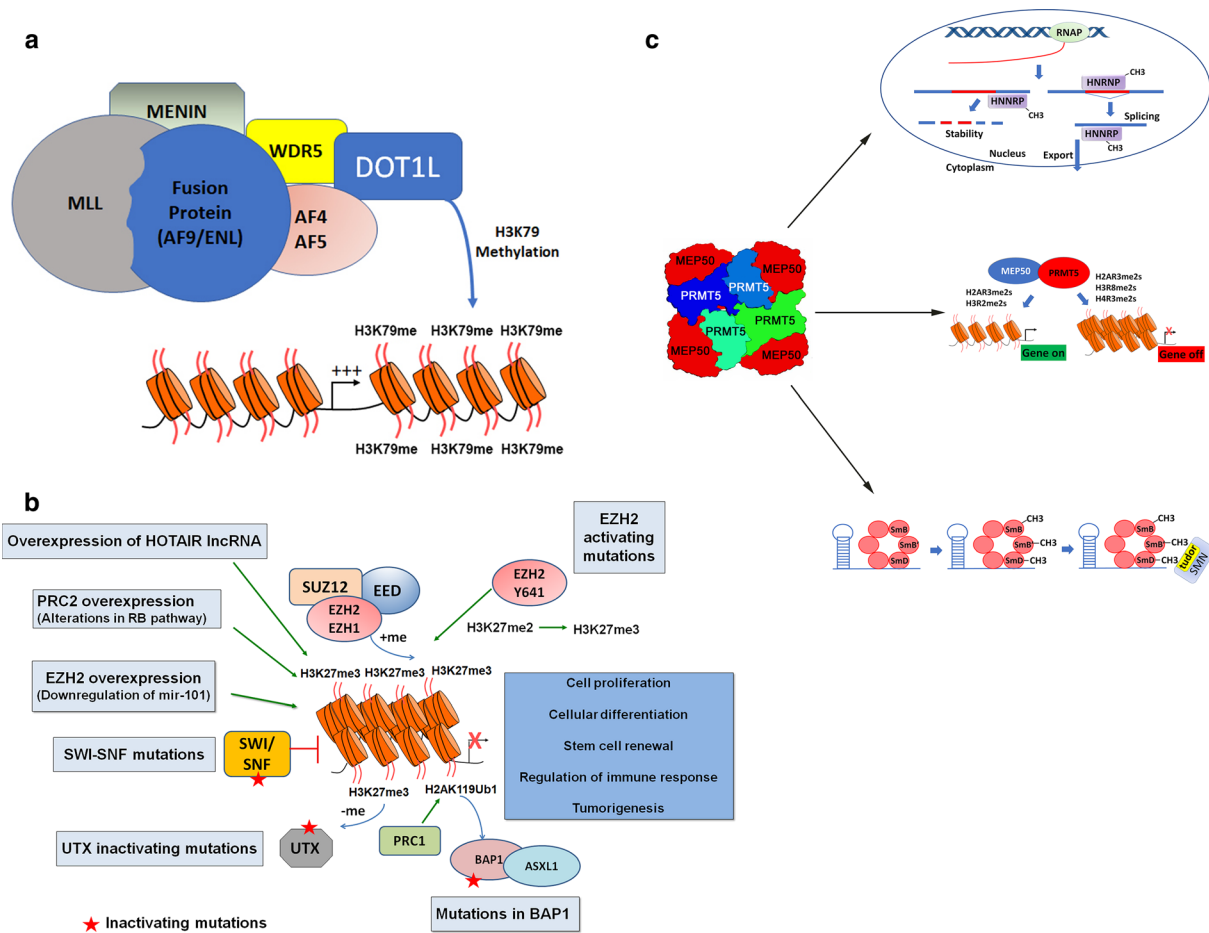 a
MENIN
WDR5
DOT1L
MLL
Fusion
Protein
(AF9/ENL)
AF4
AF5
H3K79
Methylation
H3K79me H3K79me H3K79me
+++
H3K79me H3K79me H3K79me
b
Overexpression of HOTAIR lncRNA
PRC2 overexpression
(Alterations in RB pathway)
EZH2 overexpression
(Downregulation of mir-101)
SWI-SNF mutations
SWI/
SNF
UTX inactivating mutations
UTX
Inactivating mutations
SUZ12
EED
EZH2
EZH1
+me
EZH2
activating
mutations
EZH2
Y641
H3K27me2
H3K27me3
H3K27me3 H3K27me3 H3K27me3
X
H3K27me3
H2AK119Ub1
-me
PRC1
BAP1
ASXL1
Mutations in BAP1
Cell proliferation
Cellular differentiation
Stem cell renewal
Regulation of immune response
Tumorigenesis
c
RNAP
HNNRP
CH3
HNRNP
CH3
Stability
Splicing
HNNRP
CH3
Nucleus
Export
Cytoplasm
MEP50
MEP50
PRMT5
PRMT5
PRMT5
PRMT5
MEP50
MEP50
MEP50
PRMT5
H2AR3me2s
H3R2me2s
H2AR3me2s
H3R8me2s
H4R3me2s
Gene on
X
Gene off
SmB
SmB'
SmD
SmB
CH3
SmB'
CH3
SmD
CH3
SmB
CH3
SmB'
CH3
SmD
CH3
tudor
SMN